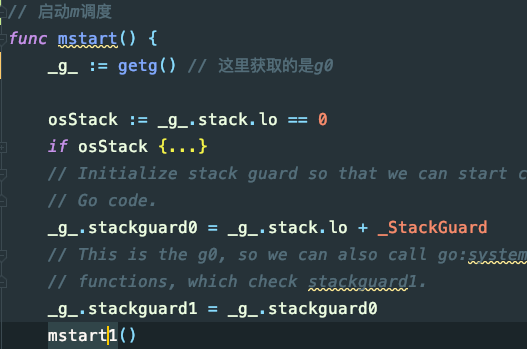 // 启动m调度
func mstart() {
_g_ := getg() // 这里获取的是g0
osStack := _g_.stack.lo == 0
if osStack {...}
// Initialize stack guard so that we can start c
// Go code.
_g_.stackguard0 = _g_.stack.lo + _StackGuard
// This is the g0, so we can also call go:system
// functions, which check stackguard1.
_g_.stackguard1 = _g_.stackguard0
mstart1()